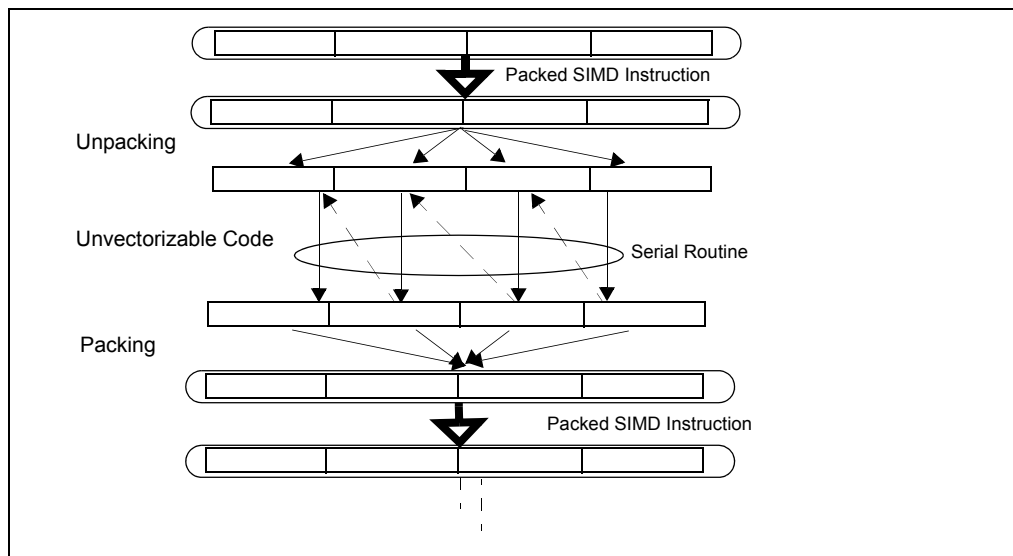 Packed SIMD Instruction
Unpacking
Unvectorizable Code
Serial Routine
Packing
Packed SIMD Instruction